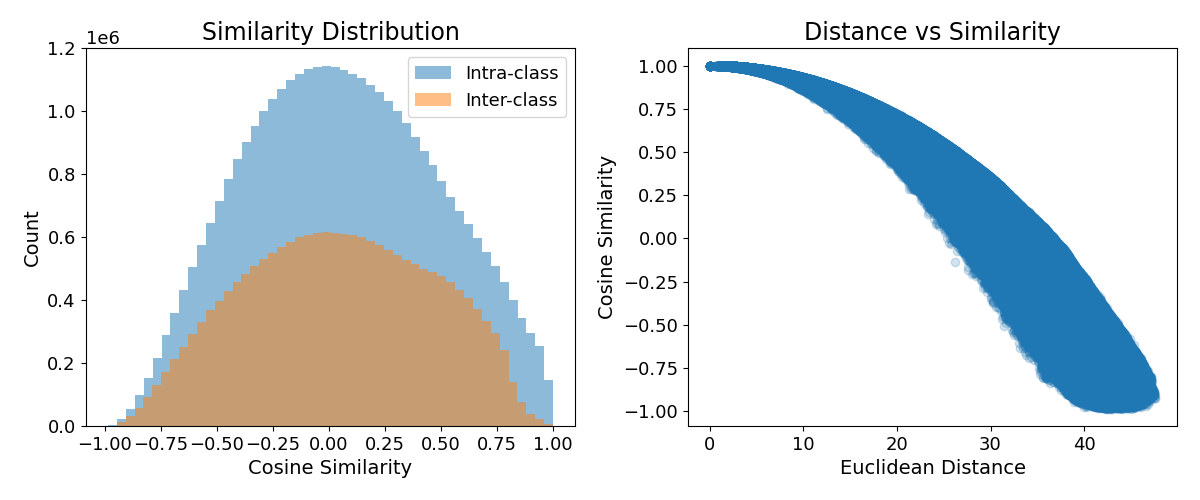 Similarity Distribution
1e6
1.2
1.0
0.8
0.6
0.4
0.2
0.0
Count
Intra-class
Inter-class
−1.00 −0.75 −0.50 −0.25 0.00 0.25 0.50 0.75 1.00
Cosine Similarity
Distance vs Similarity
1.00
0.75
0.50
0.25
0.00
−0.25
−0.50
−0.75
−1.00
Cosine Similarity
0 10 20 30 40
Euclidean Distance